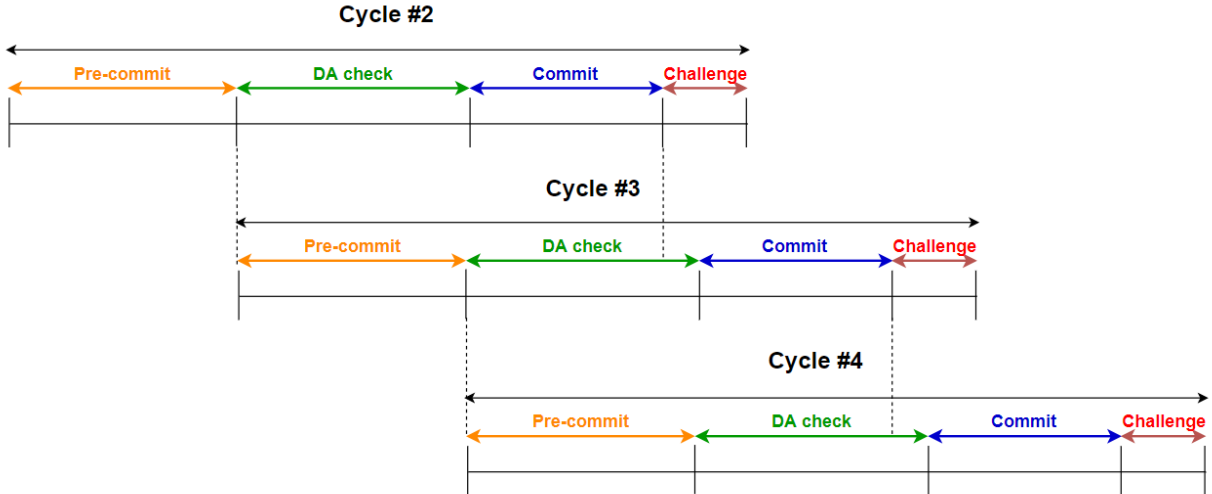 Cycle #2
Pre-commit DA check Commit Challenge
Cycle #3
Pre-commit DA check Commit Challenge
Cycle #4
Pre-commit DA check Commit Challenge